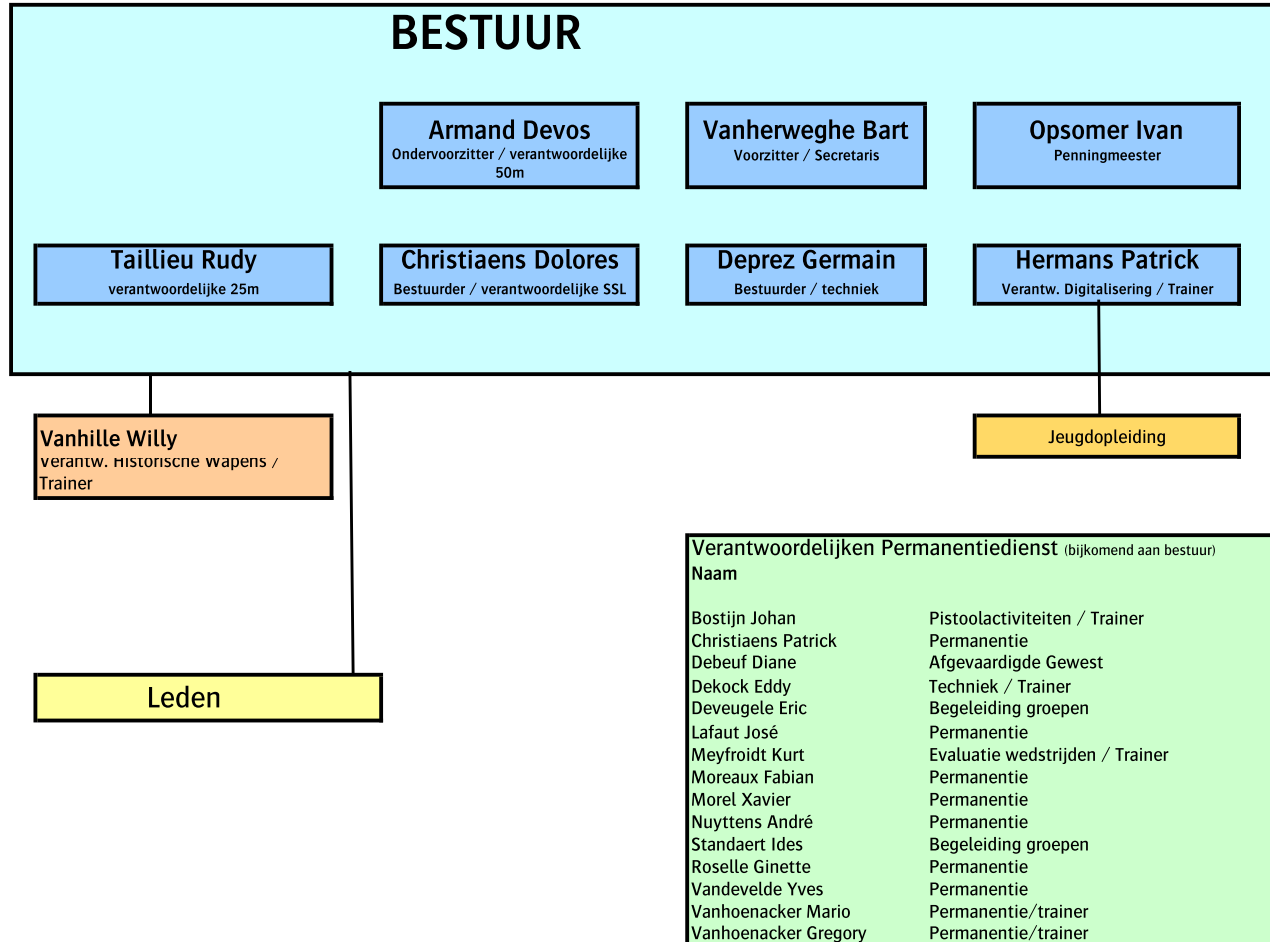 BESTUUR
Armand Devos
Ondervoorzitter / verantwoordelijke
50m
Vanherweghe Bart
Voorzitter / Secretaris
Opsomer Ivan
Penningmeester
Taillieu Rudy
verantwoordelijke 25m
Christiaens Dolores
Bestuurder / verantwoordelijke SSL
Deprez Germain
Bestuurder / techniek
Hermans Patrick
Verantw. Digitalisering / Trainer
Vanhille Willy
Verantw. Historische Wapens /
Trainer
Jeugdopleiding
Leden
Verantwoordelijken Permanentiedienst (bijkomend aan bestuur)
Naam
Bostijn Johan Pistoolactiviteiten / Trainer
Christiaens Patrick Permanentie
Debeuf Diane Afgevaardigde Gewest
Dekock Eddy Techniek / Trainer
Deveugele Eric Begeleiding groepen
Lafaut José Permanentie
Meyfroidt Kurt Evaluatie wedstrijden / Trainer
Moreaux Fabian Permanentie
Morel Xavier Permanentie
Nuyttens André Permanentie
Standaert Ides Begeleiding groepen
Roselle Ginette Permanentie
Vandevelde Yves Permanentie
Vanhoenacker Mario Permanentie/trainer
Vanhoenacker Gregory Permanentie/trainer